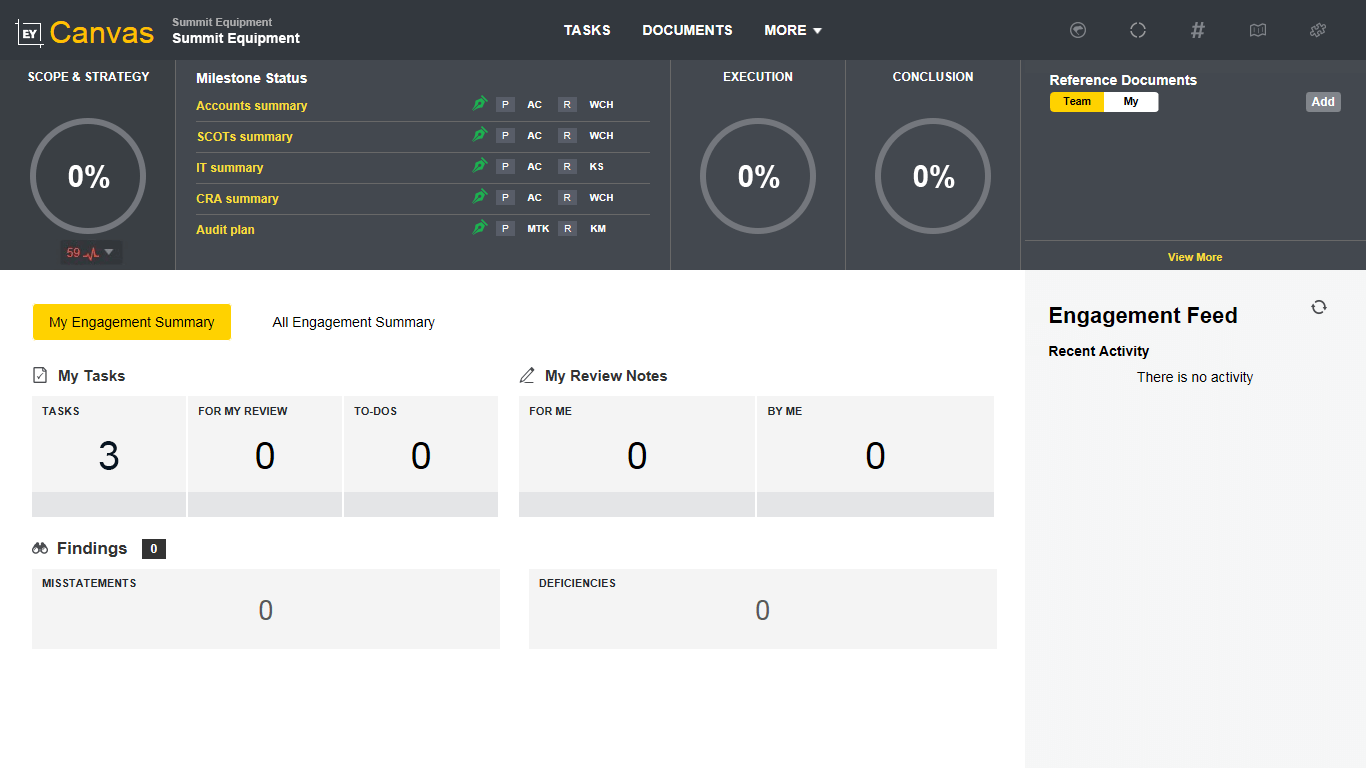 EY Canvas
Summit Equipment
Summit Equipment
TASKS DOCUMENTS MORE
#
SCOPE & STRATEGY
0%
59
Milestone Status
Accounts summary P AC R WCH
SCOTs summary P AC R WCH
IT summary P AC R KS
CRA summary P AC R WCH
Audit plan P MTK R KM
EXECUTION
0%
CONCLUSION
0%
Reference Documents
Team My Add
View More
My Engagement Summary All Engagement Summary
My Tasks
TASKS FOR MY REVIEW TO-DOS
3 0 0
My Review Notes
FOR ME BY ME
0 0
Findings 0
MISSTATEMENTS
0
DEFICIENCIES
0
Engagement Feed
Recent Activity
There is no activity